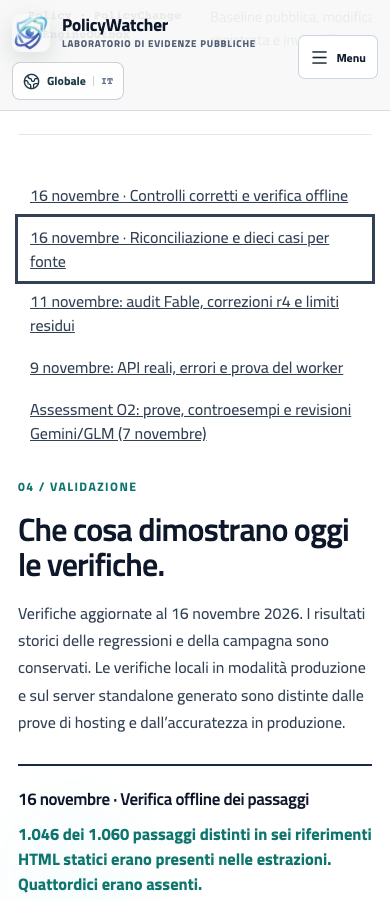 PolicyWatcher
LABORATORIO DI EVIDENZE PUBBLICHE
Baseline pubblica, modifica
Menu
Globale
IT
16 novembre · Controlli corretti e verifica offline
16 novembre · Riconciliazione e dieci casi per
fonte
11 novembre: audit Fable, correzioni r4 e limiti
residui
9 novembre: API reali, errori e prova del worker
Assessment O2: prove, controesempi e revisioni
Gemini/GLM (7 novembre)
04 / VALIDAZIONE
Che cosa dimostrano oggi
le verifiche.
Verifiche aggiornate al 16 novembre 2026. I risultati
storici delle regressioni e della campagna sono
conservati. Le verifiche locali in modalità produzione
e sul server standalone generato sono distinte dalle
prove di hosting e dall’accuratezza in produzione.
16 novembre · Verifica offline dei passaggi
1.046 dei 1.060 passaggi distinti in sei riferimenti
HTML statici erano presenti nelle estrazioni.
Quattordici erano assenti.